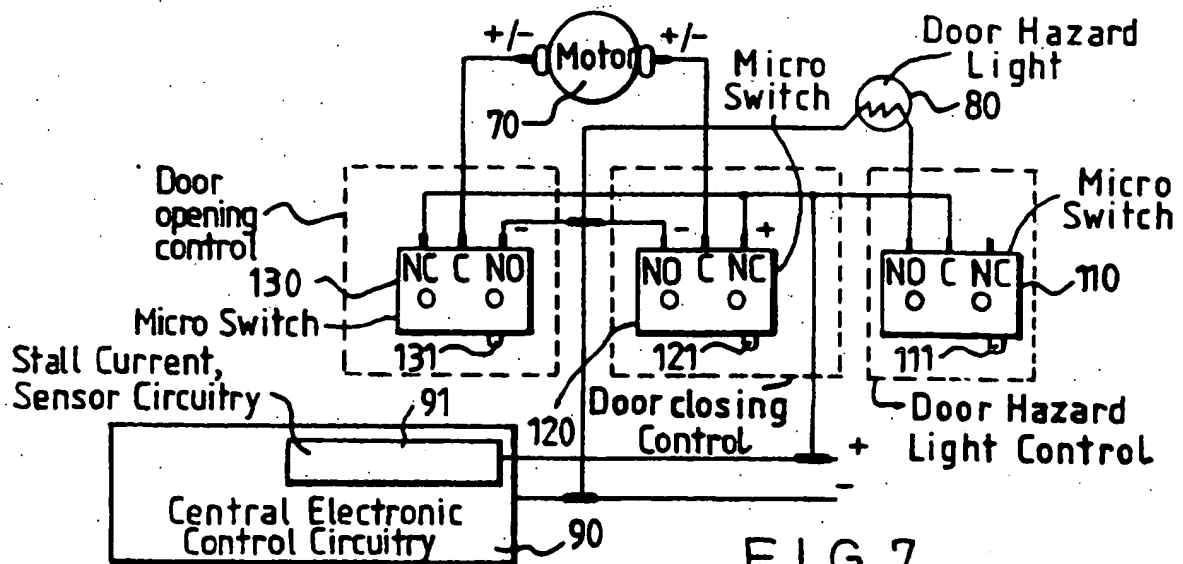 +/-
Motor
+/-
70
Door Hazard
Light
80
Micro
Switch
Door
opening
control
Micro
Switch
-
-
+
NC C NO
NO C NC
NO C NC
130
110
Micro Switch
131
121
111
Stall Current,
Sensor Circuitry
91
120
Door closing
Control
Door Hazard
Light Control
+
-
Central Electronic
Control Circuitry
90
FIG 7